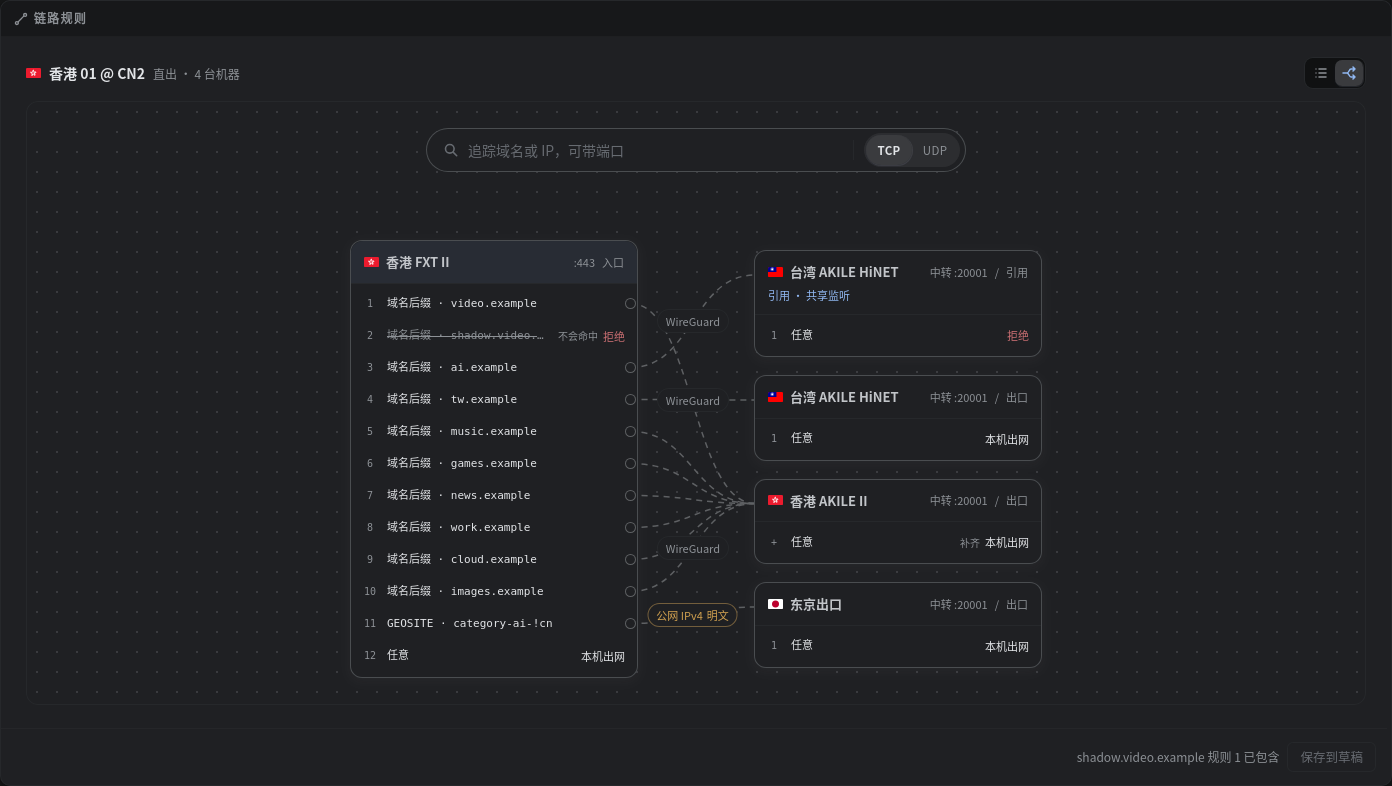 链路规则
香港 01 @ CN2 直出 · 4 台机器
追踪域名或 IP，可带端口 TCP UDP
香港 FXT II :443 入口
1 域名后缀 · video.example
2 域名后缀 · shadow.video.… 不会命中 拒绝
3 域名后缀 · ai.example
4 域名后缀 · tw.example
5 域名后缀 · music.example
6 域名后缀 · games.example
7 域名后缀 · news.example
8 域名后缀 · work.example
9 域名后缀 · cloud.example
10 域名后缀 · images.example
11 GEOSITE · category-ai-!cn
12 任意 本机出网
WireGuard
WireGuard
WireGuard
公网 IPv4 明文
台湾 AKILE HiNET 中转 :20001 / 引用
引用 · 共享监听
1 任意 拒绝
台湾 AKILE HiNET 中转 :20001 / 出口
1 任意 本机出网
香港 AKILE II 中转 :20001 / 出口
+ 任意 补齐 本机出网
东京出口 中转 :20001 / 出口
1 任意 本机出网
shadow.video.example 规则 1 已包含 保存到草稿